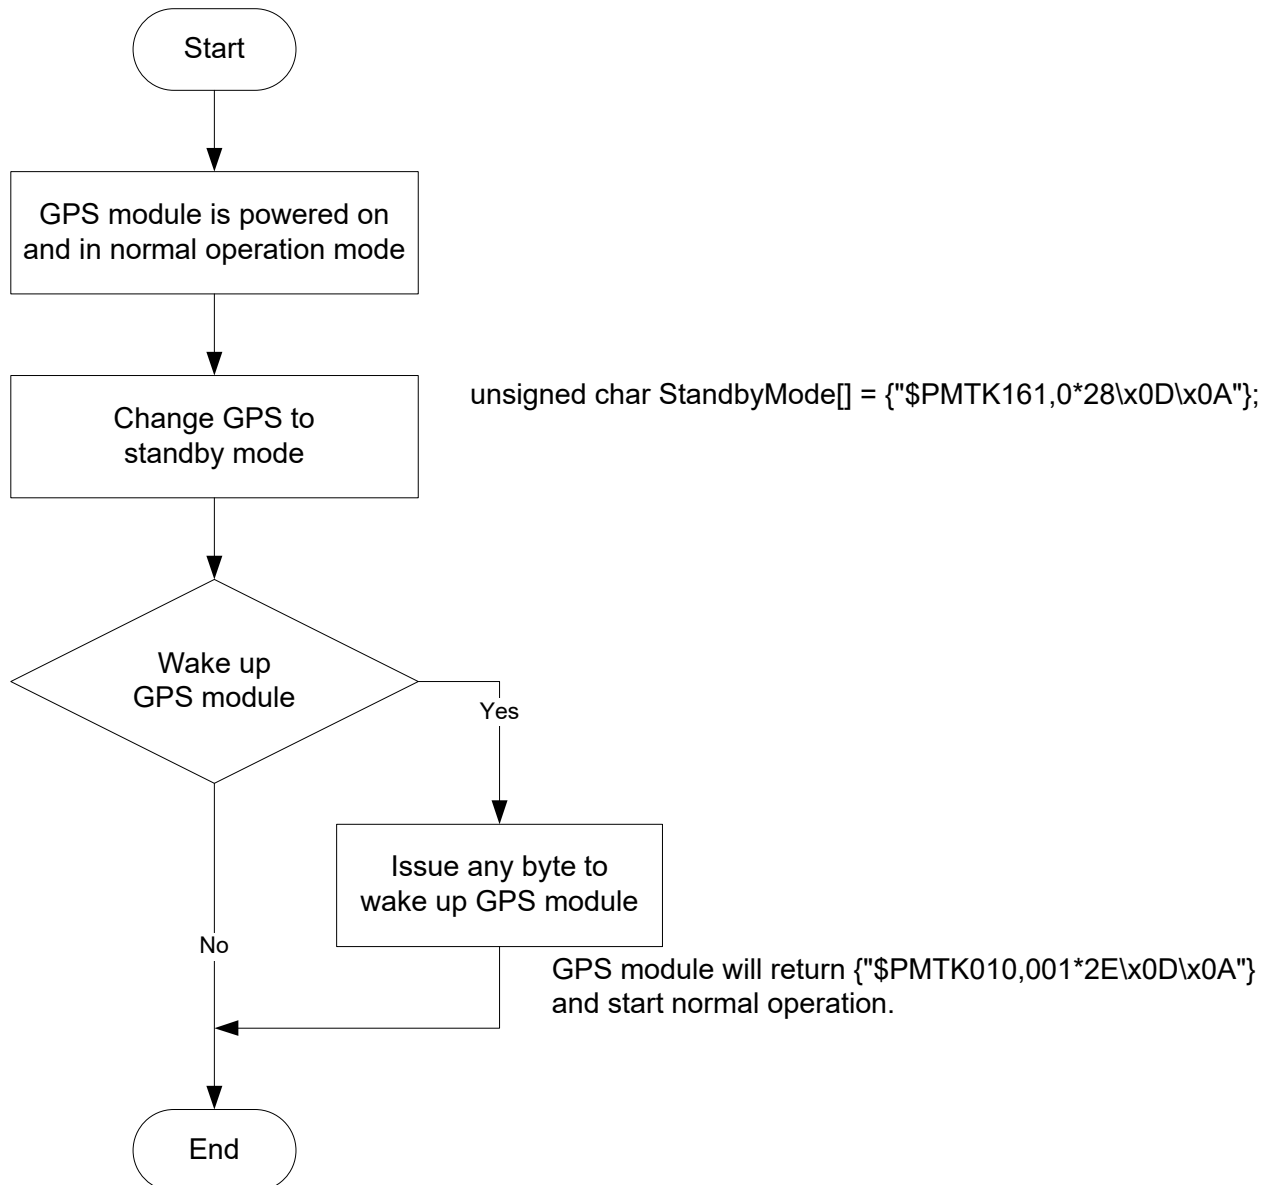 Start
GPS module is powered on
and in normal operation mode
Change GPS to
standby mode
unsigned char StandbyMode[] = {"$PMTK161,0*28\x0D\x0A"};
Wake up
GPS module
Yes
Issue any byte to
wake up GPS module
No
GPS module will return {"$PMTK010,001*2E\x0D\x0A"}
and start normal operation.
End